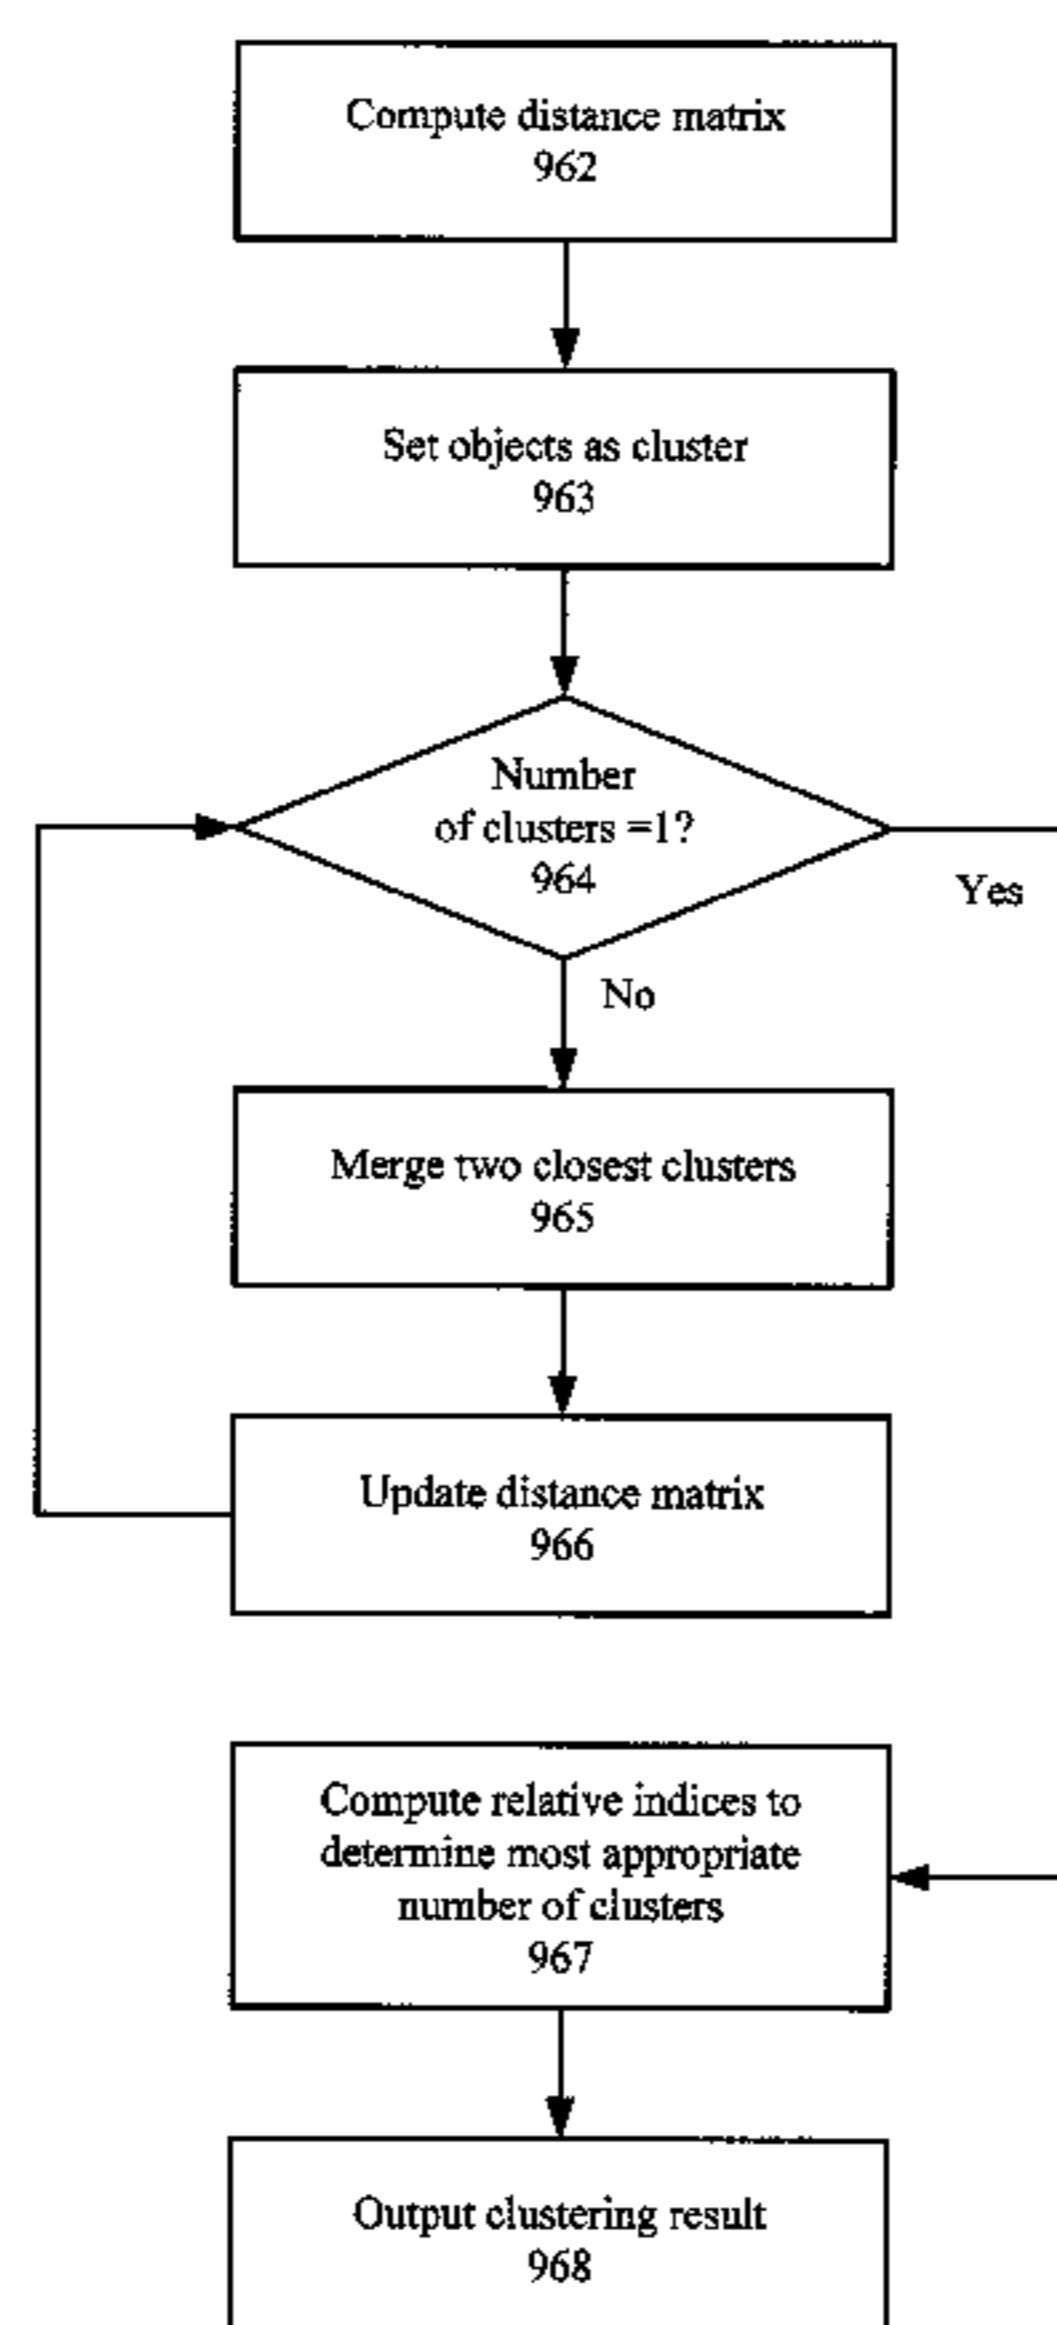 Compute distance matrix
962
Set objects as cluster
963
Number
of clusters =1?
964
Yes
No
Merge two closest clusters
965
Update distance matrix
966
Compute relative indices to
determine most appropriate
number of clusters
967
Output clustering result
968